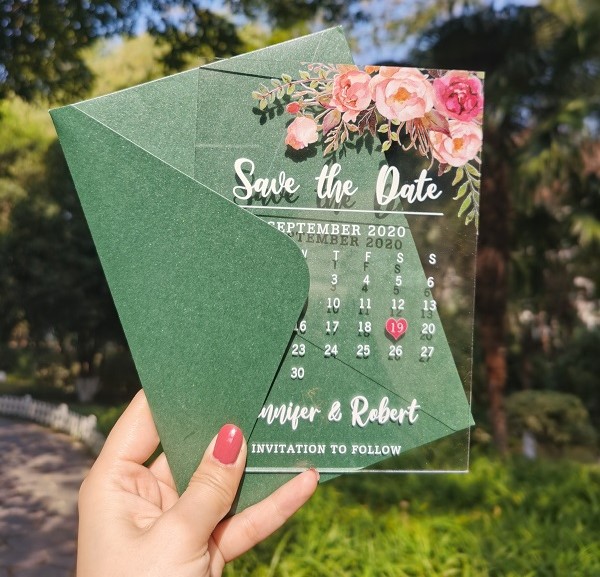 Save the Date
SEPTEMBER 2020
W T F S S
3 4 5 6
10 11 12 13
16 17 18 19 20
23 24 25 26 27
30
nnifer & Robert
INVITATION TO FOLLOW